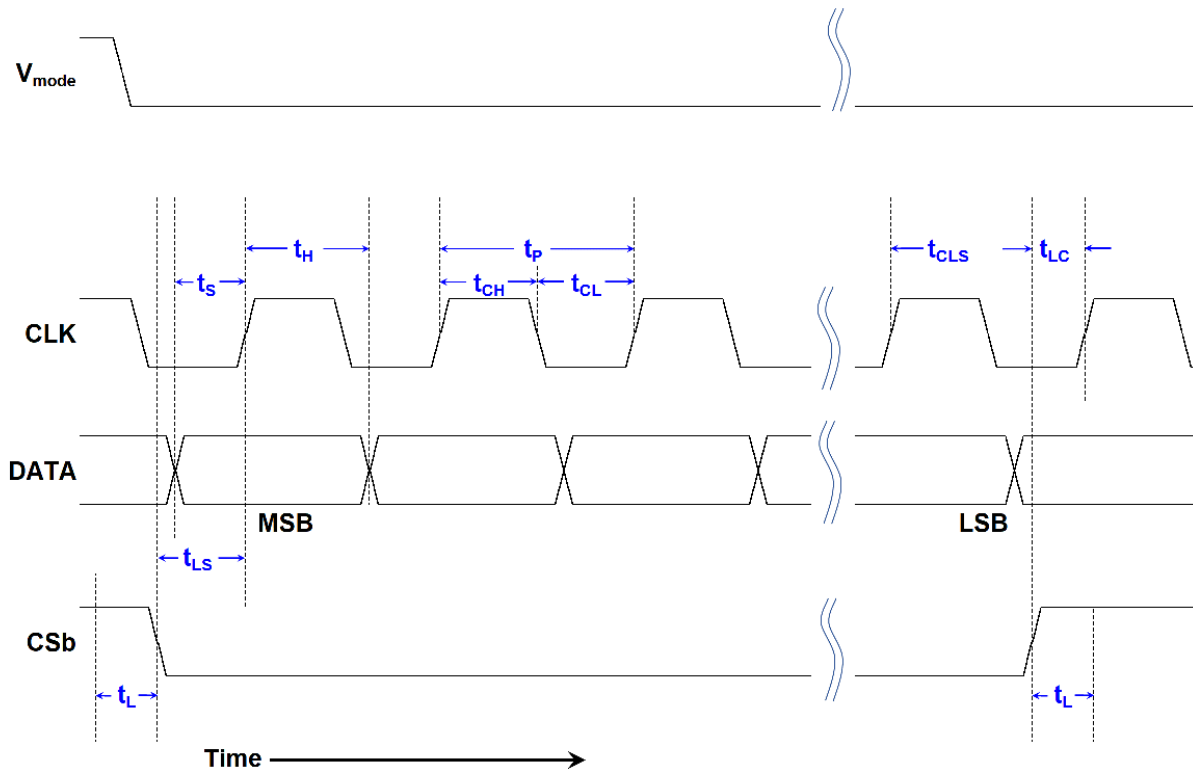 Vmode
tH
tP
tCLS
tLC
tS
tCH
tCL
CLK
DATA
MSB
LSB
tLS
CSb
tL
tL
Time